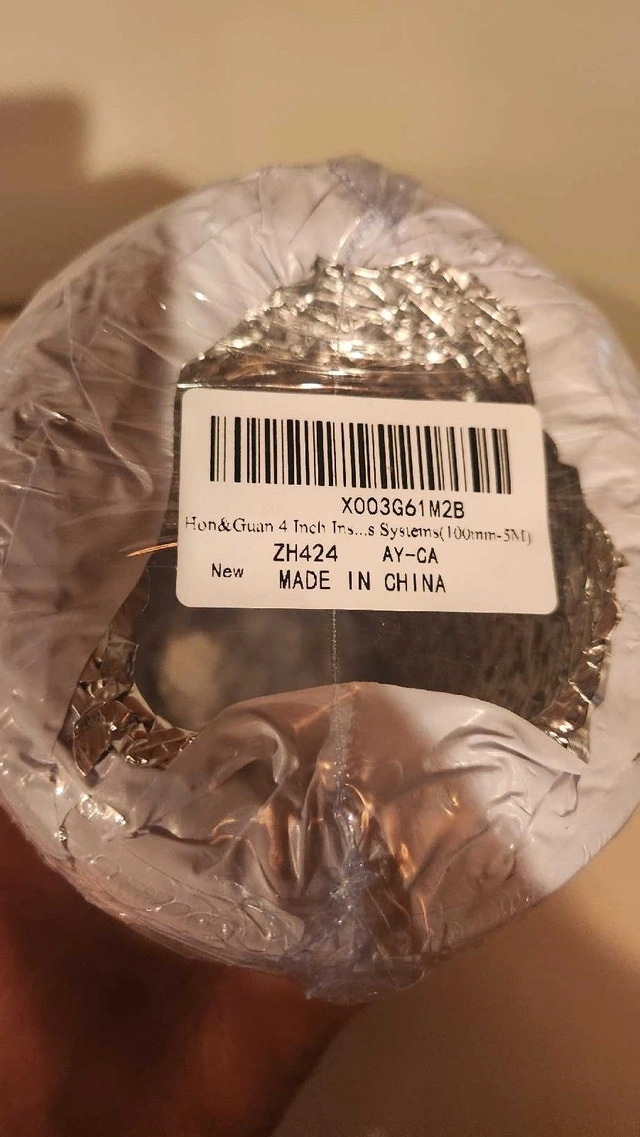 X003G61M2B
Hon&Guan 4 Inch Ins...s Systems(100mm-5M)
ZH424 AY-CA
New MADE IN CHINA